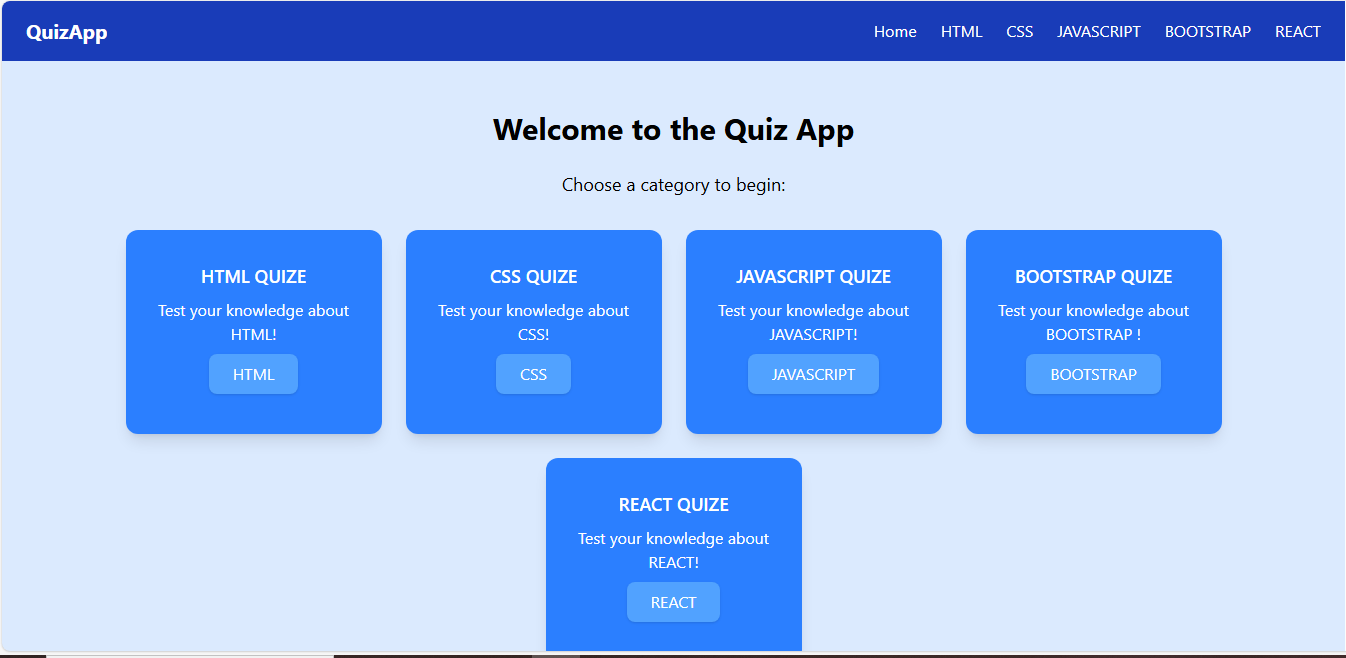 QuizApp
Home HTML CSS JAVASCRIPT BOOTSTRAP REACT
Welcome to the Quiz App
Choose a category to begin:
HTML QUIZE
Test your knowledge about
HTML!
HTML
CSS QUIZE
Test your knowledge about
CSS!
CSS
JAVASCRIPT QUIZE
Test your knowledge about
JAVASCRIPT!
JAVASCRIPT
BOOTSTRAP QUIZE
Test your knowledge about
BOOTSTRAP !
BOOTSTRAP
REACT QUIZE
Test your knowledge about
REACT!
REACT